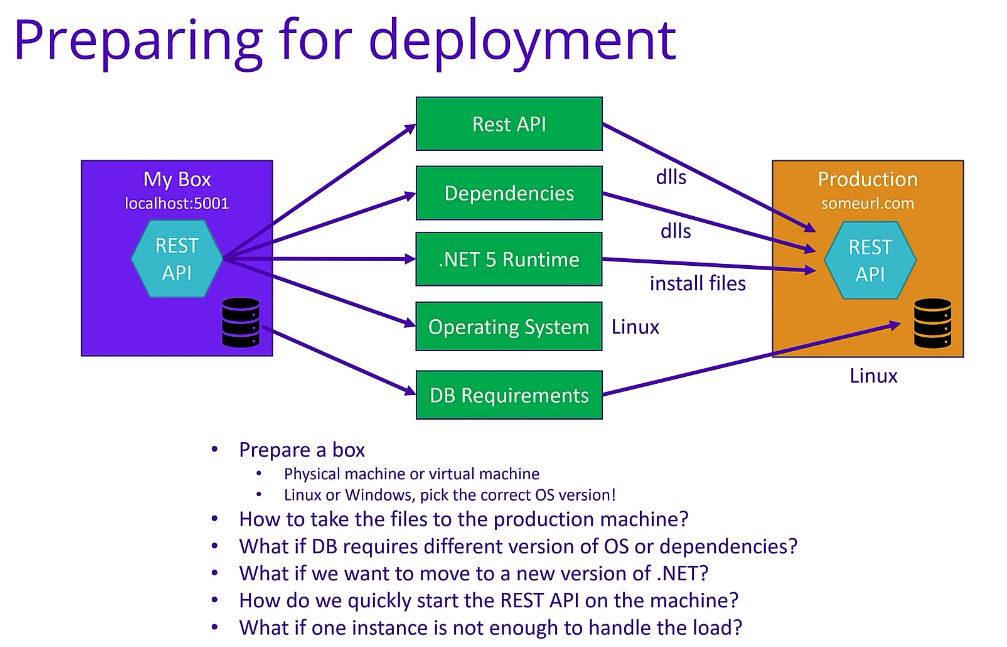 Preparing for deployment
My Box
localhost:5001
REST
API
Rest API
Dependencies
.NET 5 Runtime
Operating System
DB Requirements
dlls
dlls
install files
Linux
Production
someurl.com
REST
API
Linux
• Prepare a box
• Physical machine or virtual machine
• Linux or Windows, pick the correct OS version!
• How to take the files to the production machine?
• What if DB requires different version of OS or dependencies?
• What if we want to move to a new version of .NET?
• How do we quickly start the REST API on the machine?
• What if one instance is not enough to handle the load?